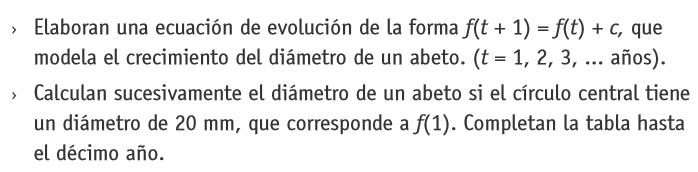 › Elaboran una ecuación de evolución de la forma f(t + 1) = f(t) + c, que
modela el crecimiento del diámetro de un abeto. (t = 1, 2, 3, ... años).
› Calculan sucesivamente el diámetro de un abeto si el círculo central tiene
un diámetro de 20 mm, que corresponde a f(1). Completan la tabla hasta
el décimo año.